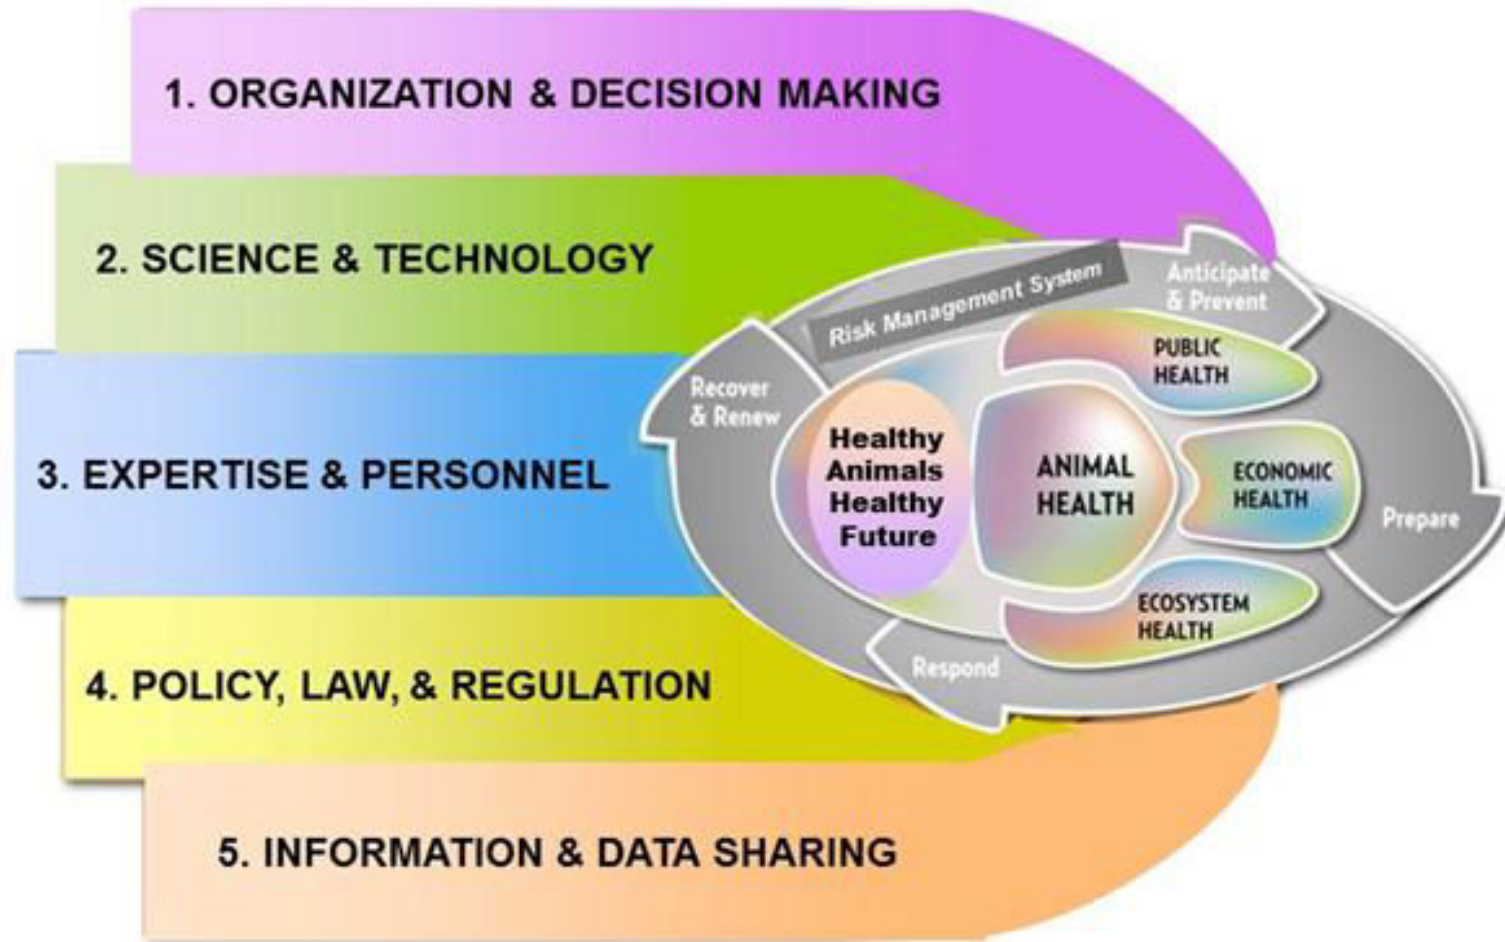 1. ORGANIZATION & DECISION MAKING
2. SCIENCE & TECHNOLOGY
3. EXPERTISE & PERSONNEL
4. POLICY, LAW, & REGULATION
5. INFORMATION & DATA SHARING
Risk Management System
Anticipate
& Prevent
Prepare
Respond
Recover
& Renew
Healthy
Animals
Healthy
Future
ANIMAL
HEALTH
PUBLIC
HEALTH
ECONOMIC
HEALTH
ECOSYSTEM
HEALTH